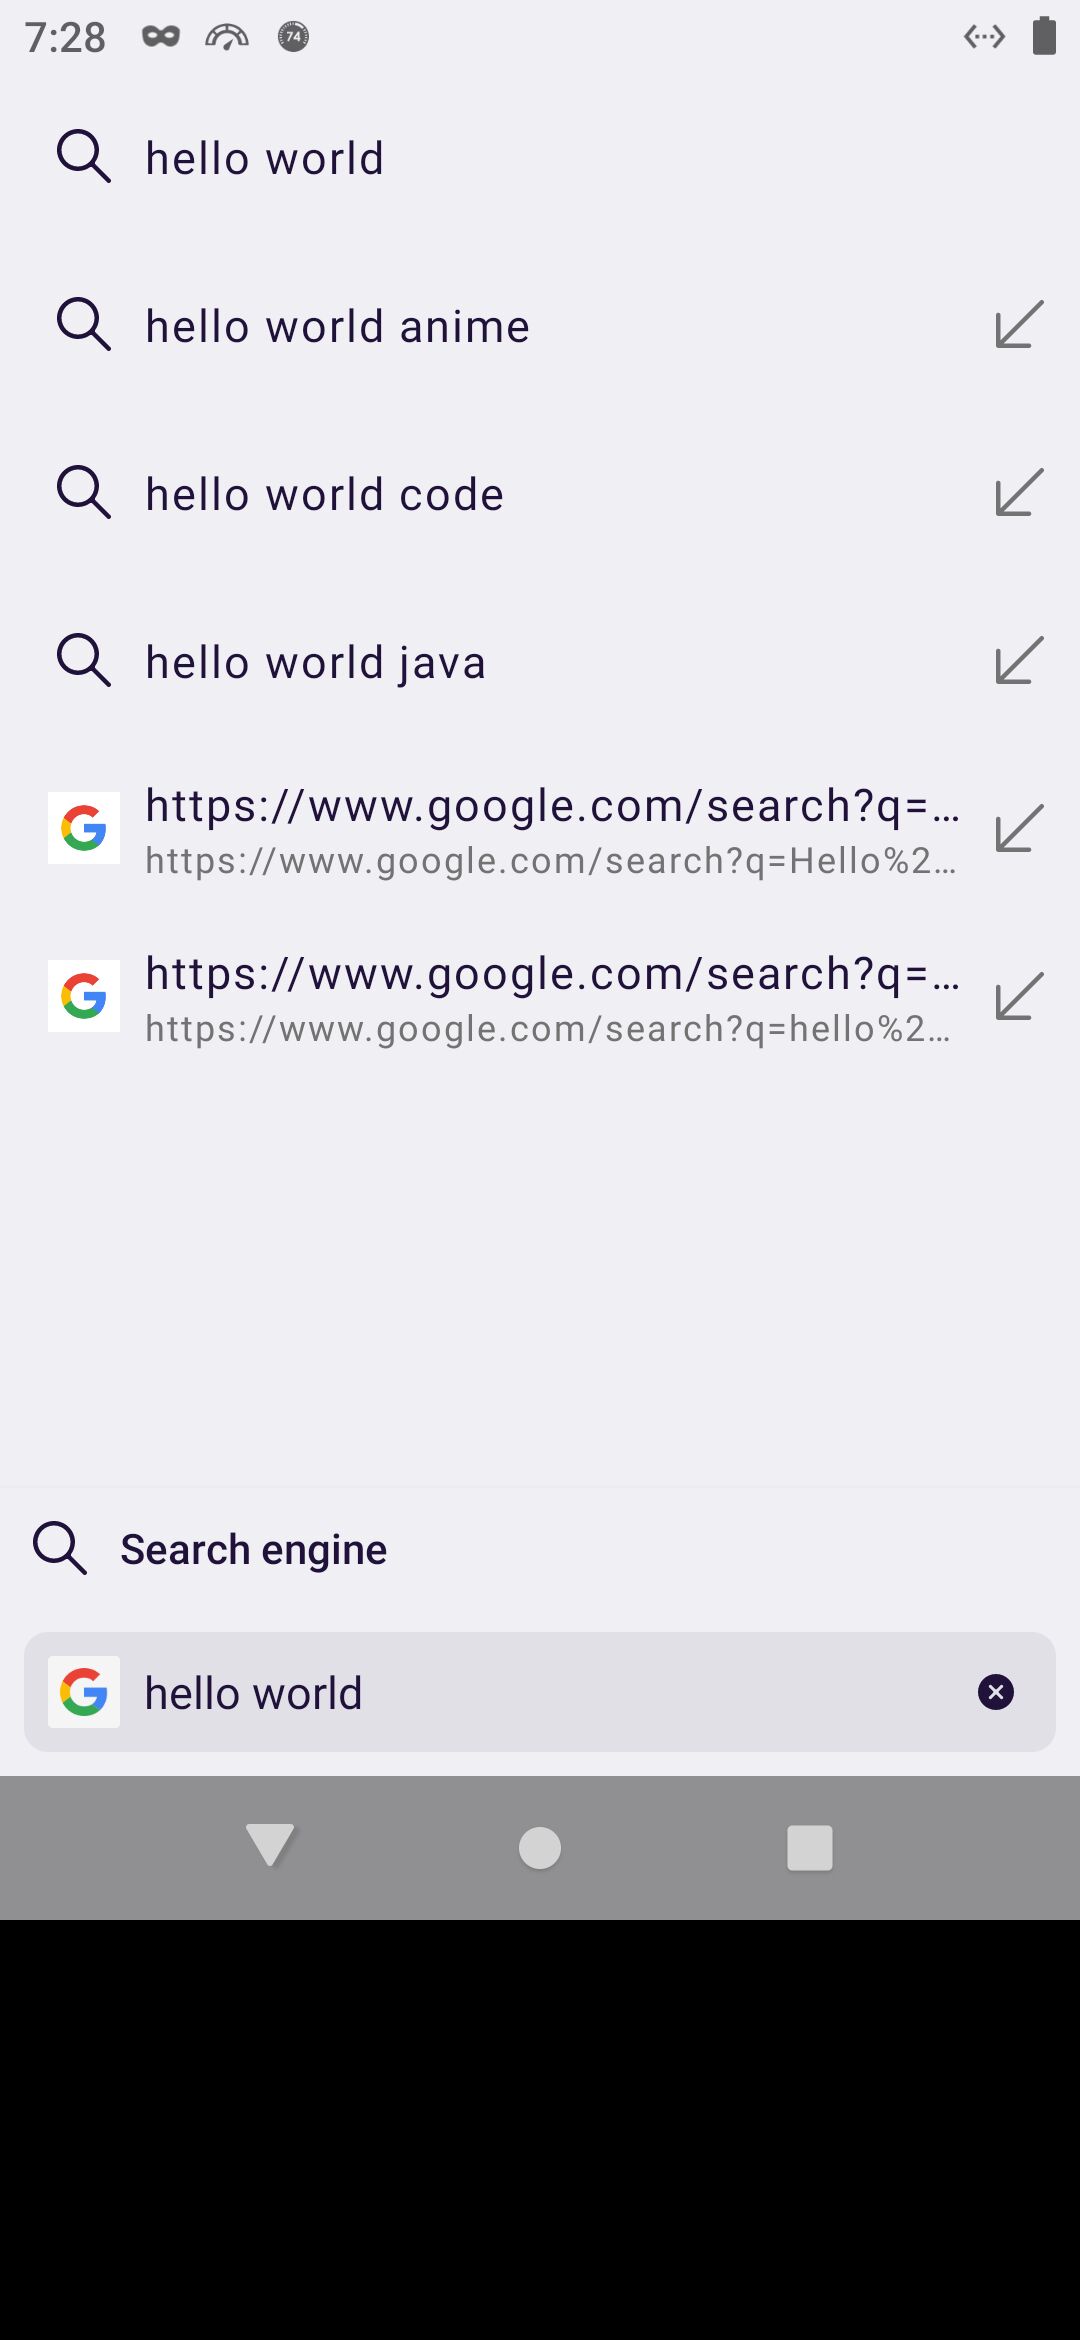 7:28
74
hello world
hello world anime
hello world code
hello world java
https://www.google.com/search?q=…
https://www.google.com/search?q=Hello%2…
https://www.google.com/search?q=…
https://www.google.com/search?q=hello%2…
Search engine
hello world